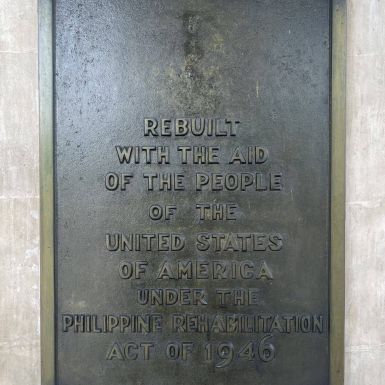 REBUILT
WITH THE AID
OF THE PEOPLE
OF THE
UNITED STATES
OF AMERICA
UNDER THE
PHILIPPINE REHABILITATION
ACT OF 1946